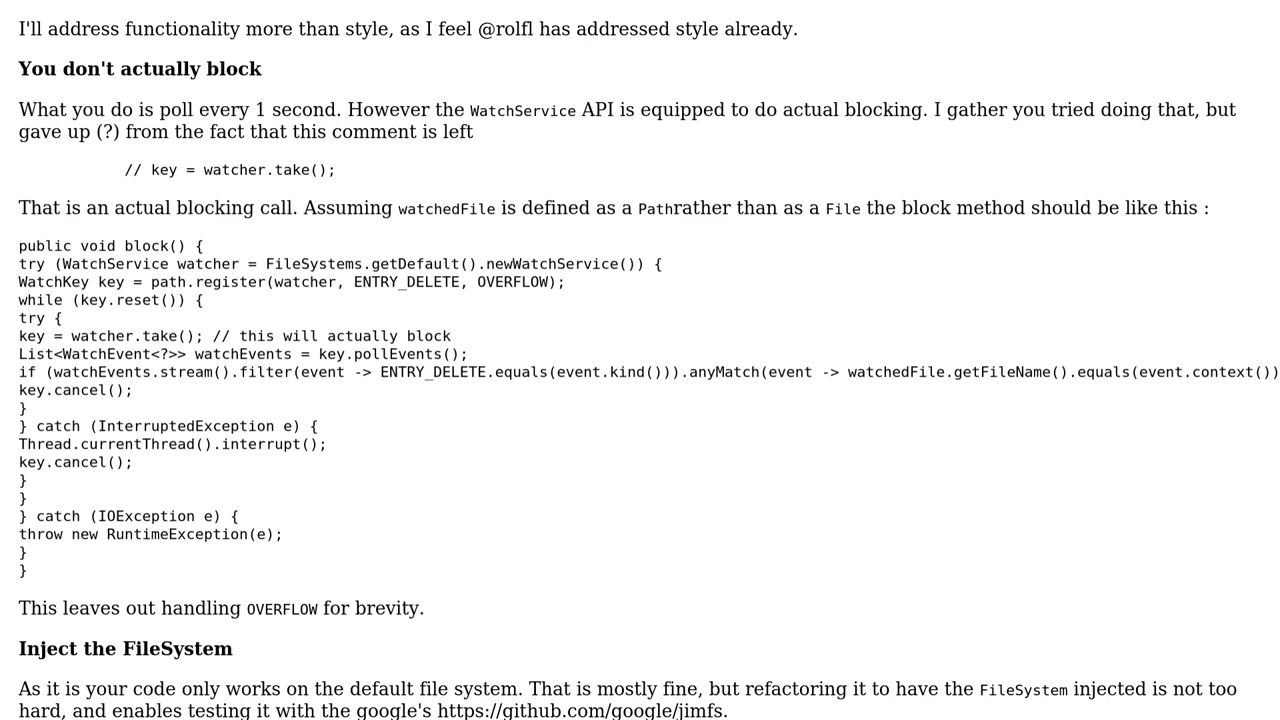 I'll address functionality more than style, as I feel @rolfl has addressed style already.
You don't actually block
What you do is poll every 1 second. However the WatchService API is equipped to do actual blocking. I gather you tried doing that, but
gave up (?) from the fact that this comment is left
// key = watcher.take();
That is an actual blocking call. Assuming watchedFile is defined as a Pathrather than as a File the block method should be like this :
public void block() {
try (WatchService watcher = FileSystems.getDefault().newWatchService()) {
WatchKey key = path.register(watcher, ENTRY_DELETE, OVERFLOW);
while (key.reset()) {
try {
key = watcher.take(); // this will actually block
List<WatchEvent<?>> watchEvents = key.pollEvents();
if (watchEvents.stream().filter(event -> ENTRY_DELETE.equals(event.kind())).anyMatch(event -> watchedFile.getFileName().equals(event.context())
key.cancel();
}
} catch (InterruptedException e) {
Thread.currentThread().interrupt();
key.cancel();
}
}
} catch (IOException e) {
throw new RuntimeException(e);
}
}
This leaves out handling OVERFLOW for brevity.
Inject the FileSystem
As it is your code only works on the default file system. That is mostly fine, but refactoring it to have the FileSystem injected is not too
hard, and enables testing it with the google's https://github.com/google/jimfs.